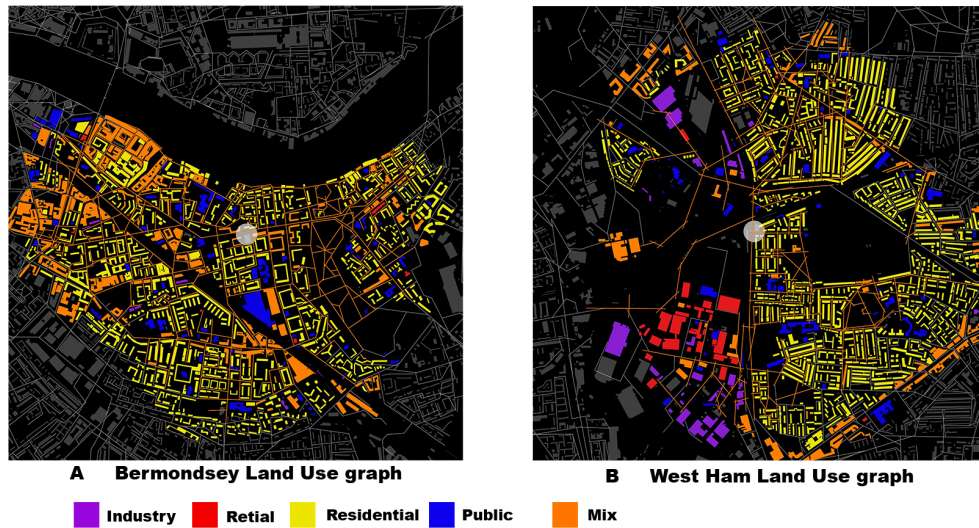 A Bermondsey Land Use graph
B West Ham Land Use graph
Industry Retial Residential Public Mix